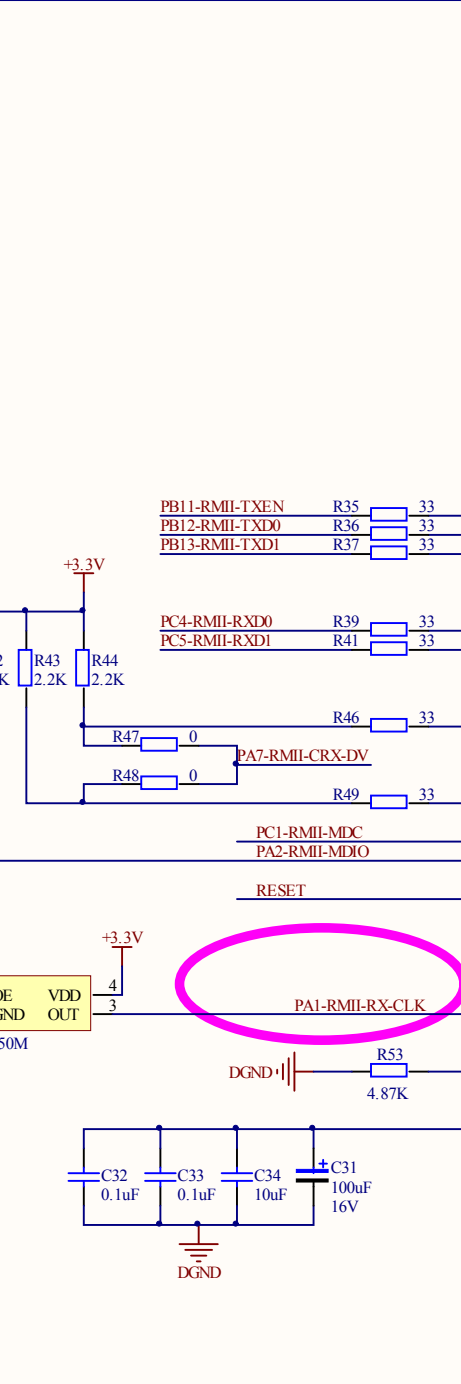 PB11-RMII-TXEN R35 33
PB12-RMII-TXD0 R36 33
PB13-RMII-TXD1 R37 33
+3.3V
PC4-RMII-RXD0 R39 33
PC5-RMII-RXD1 R41 33
2 R43 R44
K 2.2K 2.2K
R46 33
R47 0
PA7-RMII-CRX-DV
R48 0
R49 33
PC1-RMII-MDC
PA2-RMII-MDIO
RESET
+3.3V
OE VDD 4
GND OUT 3 PA1-RMII-RX-CLK
50M
R53
DGND
4.87K
C32 C33 C34 + C31
0.1uF 0.1uF 10uF 100uF
16V
DGND